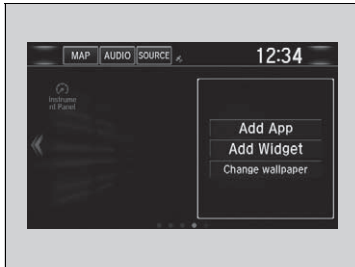 MAP
AUDIO
SOURCE
12:34
Instrume
nt Panel
Add App
Add Widget
Change wallpaper